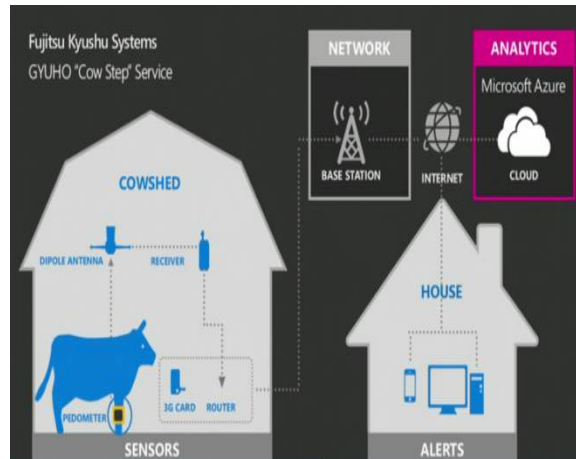 Fujitsu Kyushu Systems
GYUHO "Cow Step" Service
NETWORK
ANALYTICS
Microsoft Azure
BASE STATION
INTERNET
CLOUD
COWSHED
DIPOLE ANTENNA
RECEIVER
HOUSE
PEDOMETER
3G CARD
ROUTER
SENSORS
ALERTS